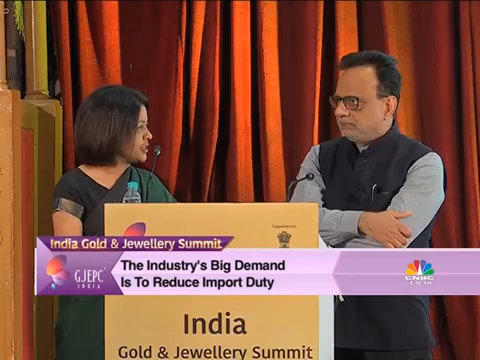 India Gold & Jewellery Summit
GJEPC
INDIA
The Industry's Big Demand
Is To Reduce Import Duty
CNBC
TV18
India
Gold & Jewellery Summit